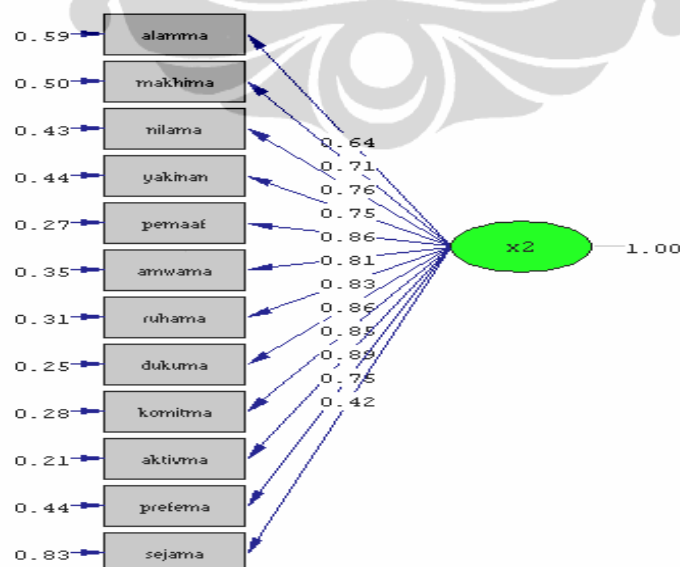 0.59 alamma
0.64
0.50 makhima
0.71
0.43 nilama
0.76
0.44 yakinan
0.75
0.27 pemaaf
0.86
x2 1.00
0.35 amwama
0.81
0.31 ruhama
0.83
0.25 dukuma
0.86
0.28 komitma
0.85
0.21 aktivma
0.89
0.44 prefema
0.75
0.83 sejama
0.42